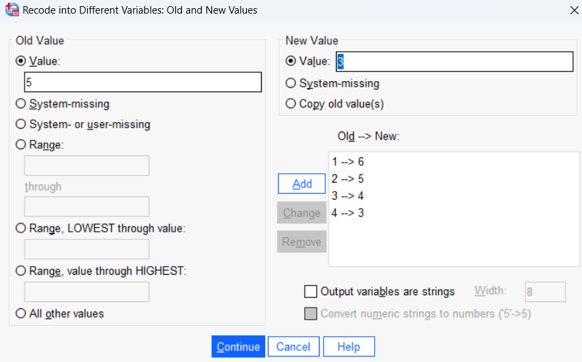 Recode into Different Variables: Old and New Values
Old Value
Value:
5
System-missing
System- or user-missing
Range:
through
Range, LOWEST through value:
Range, value through HIGHEST:
All other values
New Value
Value: 3
System-missing
Copy old value(s)
Old --> New:
1 --> 6
2 --> 5
3 --> 4
4 --> 3
Add
Change
Remove
Output variables are strings Width: 8
Convert numeric strings to numbers ('5'->5)
Continue Cancel Help